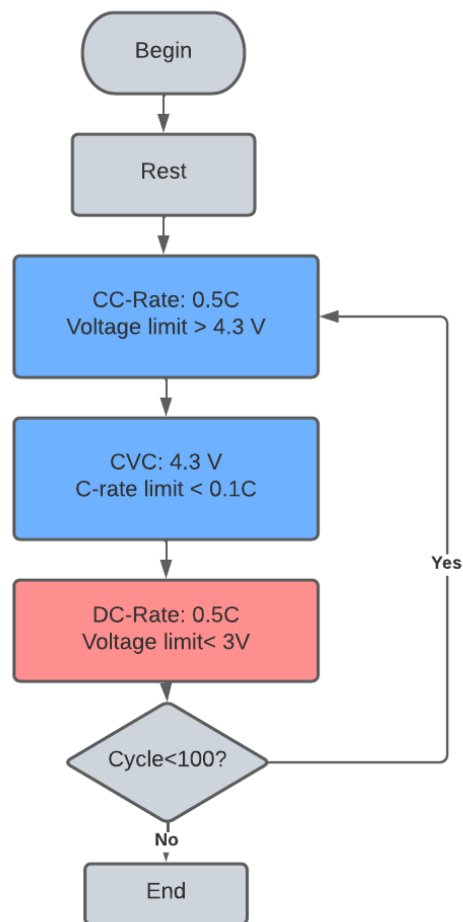 Begin
Rest
CC-Rate: 0.5C
Voltage limit > 4.3 V
CVC: 4.3 V
C-rate limit < 0.1C
Yes
DC-Rate: 0.5C
Voltage limit< 3V
Cycle<100?
No
End